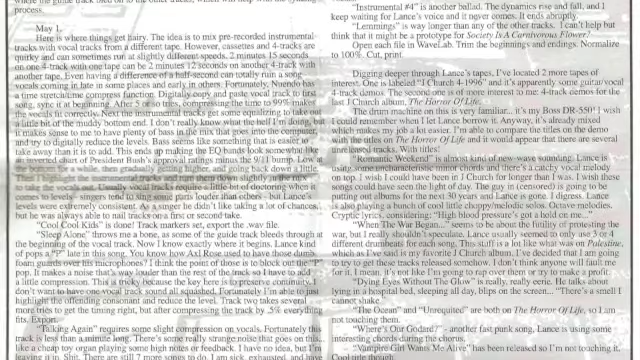 process.
May 1.
Here is where things get hairy. The idea is to mix pre-recorded instrumental
tracks with vocal tracks from a different tape. However, cassettes and 4-tracks are
quirky and can sometimes run at slightly different speeds. 2 minutes 15 seconds
on one 4-track with one tape can be 2 minutes 12 seconds on another 4-track with
another tape. Even having a difference of a half-second can totally ruin a song -
vocals coming in late in some places and early in others. Fortunately, Nuendo has
a time stretch/time compress function. Digitally copy and paste vocal track to first
song, sync it at beginning. After 5 or so tries, compressing the time to 99% makes
the vocals fit correctly. Next the instrumental tracks get some equalizing to take out
a little bit of the muddy bottom end. I don't really know what the hell I'm doing, but
it makes sense to me to have plenty of bass in the mix that goes into the computer,
and try to digitally reduce the levels. Bass seems like something that is easier to
take away than it is to add. This ends up making the EQ bands look somewhat like
an inverted chart of President Bush's approval ratings minus the 9/11 bump. Low at
the bottom for a while, then gradually getting higher, and going back down a little.
to take the vocals out. Usually vocal tracks require a little bit of doctoring when it
comes to levels- singers tend to sing some parts louder than others - but Lance's
levels were extremely consistent. As a singer he didn't like taking a lot of chances,
but he was always able to nail tracks on a first or second take.
"Cool Cool Kids" is done! Track markers set, export the .wav file.
"Sleep Alone" throws me a bone, as some of the guide track bleeds through at
the beginning of the vocal track. Now I know exactly where it begins. Lance kind
of pops a "P" late in this song. You know how Axl Rose used to have those dumb
foam guards over his microphones? I think the point of those is to block out the "P"
pop. It makes a noise that's way louder than the rest of the track so I have to add
a little compression. This is tricky because the key here is to preserve continuity. I
don't want to have one vocal track sound all squished. Fortunately I'm able to just
highlight the offending consonant and reduce the level. Track two takes several
more tries to get the timing right, but after compressing the track by .5% everything
fits. Export.
"Talking Again" requires some slight compression on vocals. Fortunately this
track is less than a minute long. There's some really strange noise that goes on this,
like a cheap toy organ playing some high notes or feedback. I have no idea, but I'm
leaving it in. Shit. There are still 7 more songs to do. I am sick, exhausted, and have
"Instrumental #4" is another ballad. The dynamics rise and fall, and I
keep waiting for Lance's voice and it never comes. It ends abruptly.
"Lemmings" is way longer than any of the other tracks. I can't help but
think that it might be a prototype for Society Is A Carnivorous Flower?
Open each file in WaveLab. Trim the beginnings and endings. Normalize
to 100%. Cut, print.
Digging deeper through Lance's tapes, I've located 2 more tapes of
interest. One is labeled "J Church 4-1996" and it's apparently some guitar/vocal
4-track demos. The second one is of more interest to me: 4-track demos for the
last J Church album, The Horror Of Life.
The drum machine on this is very familiar... it's my Boss DR-550! I wish
I could remember when I let Lance borrow it. Anyway, it's already mixed
which makes my job a lot easier. I'm able to compare the titles on the demo
with the titles on The Horror Of Life and it would appear that there are several
unreleased tracks. With titles!
"Romantic Weekend" is almost kind of new-wave sounding. Lance is
using some uncharacteristic minor chords and there's a catchy vocal melody
on top. I wish I could have been in J Church for longer than I was. I wish these
songs could have seen the light of day. The guy in (censored) is going to be
putting out albums for the next 30 years and Lance is gone. I digress. Lance
is also playing a bunch of cool little choppy/melodic solos. Octave melodies.
Cryptic lyrics, considering: "High blood pressure's got a hold on me..."
"When The War Begins..." seems to be about the futility of protesting the
war, but I really shouldn't speculate. Lance usually seemed to only use 3 or 4
different drumbeats for each song. This stuff is a lot like what was on Palestine,
which as I've said is my favorite J Church album. I've decided that I am going
to try to get those tracks released somehow. I don't think anyone will fault me
for it. I mean, it's not like I'm going to rap over them or try to make a profit
"Dying Eyes Without The Glow" is really, really eerie. He talks about
lying in a hospital bed, sleeping all day, blips on the screen... "There's a smell I
cannot shake."
"The Ocean" and "Unrequited" are both on The Horror of Life, so I am
not touching them.
"Where's Our Godard?" - another fast punk song, Lance is using some
interesting chords during the chorus.
"Vampire Girl Wants Me Alive" has been released so I'm not touching it.
Cool title though.